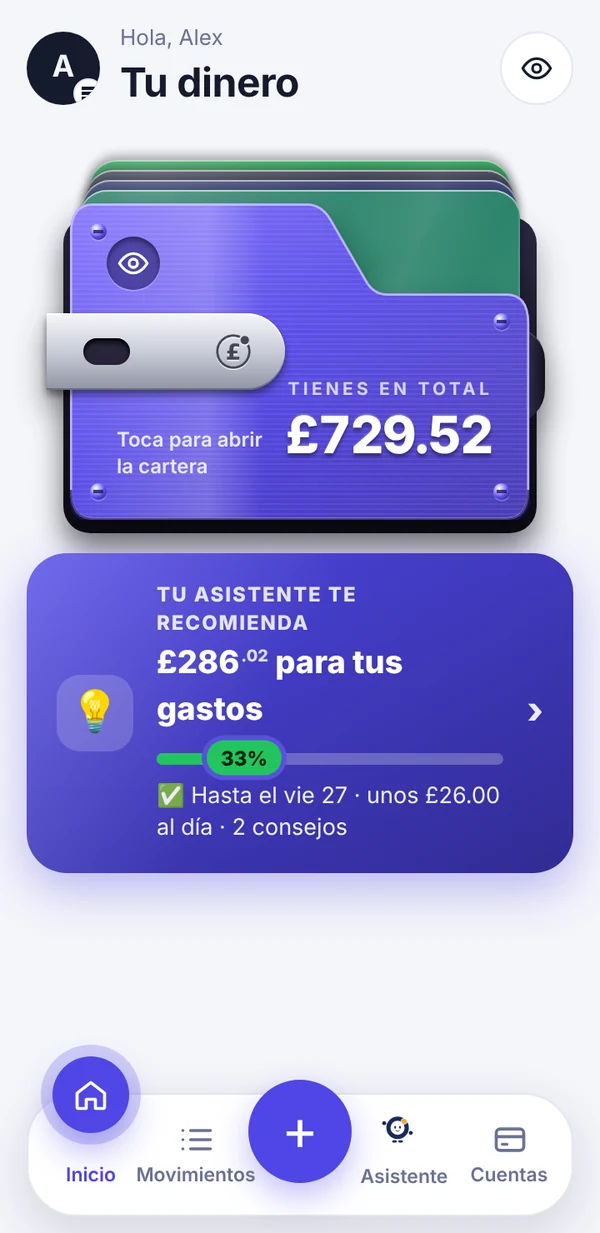 A
Hola, Alex
Tu dinero
£
TIENES EN TOTAL
£729.52
Toca para abrir
la cartera
TU ASISTENTE TE
RECOMIENDA
£286.02 para tus
gastos
33%
✅ Hasta el vie 27 · unos £26.00
al día · 2 consejos
Inicio
Movimientos
Asistente
Cuentas